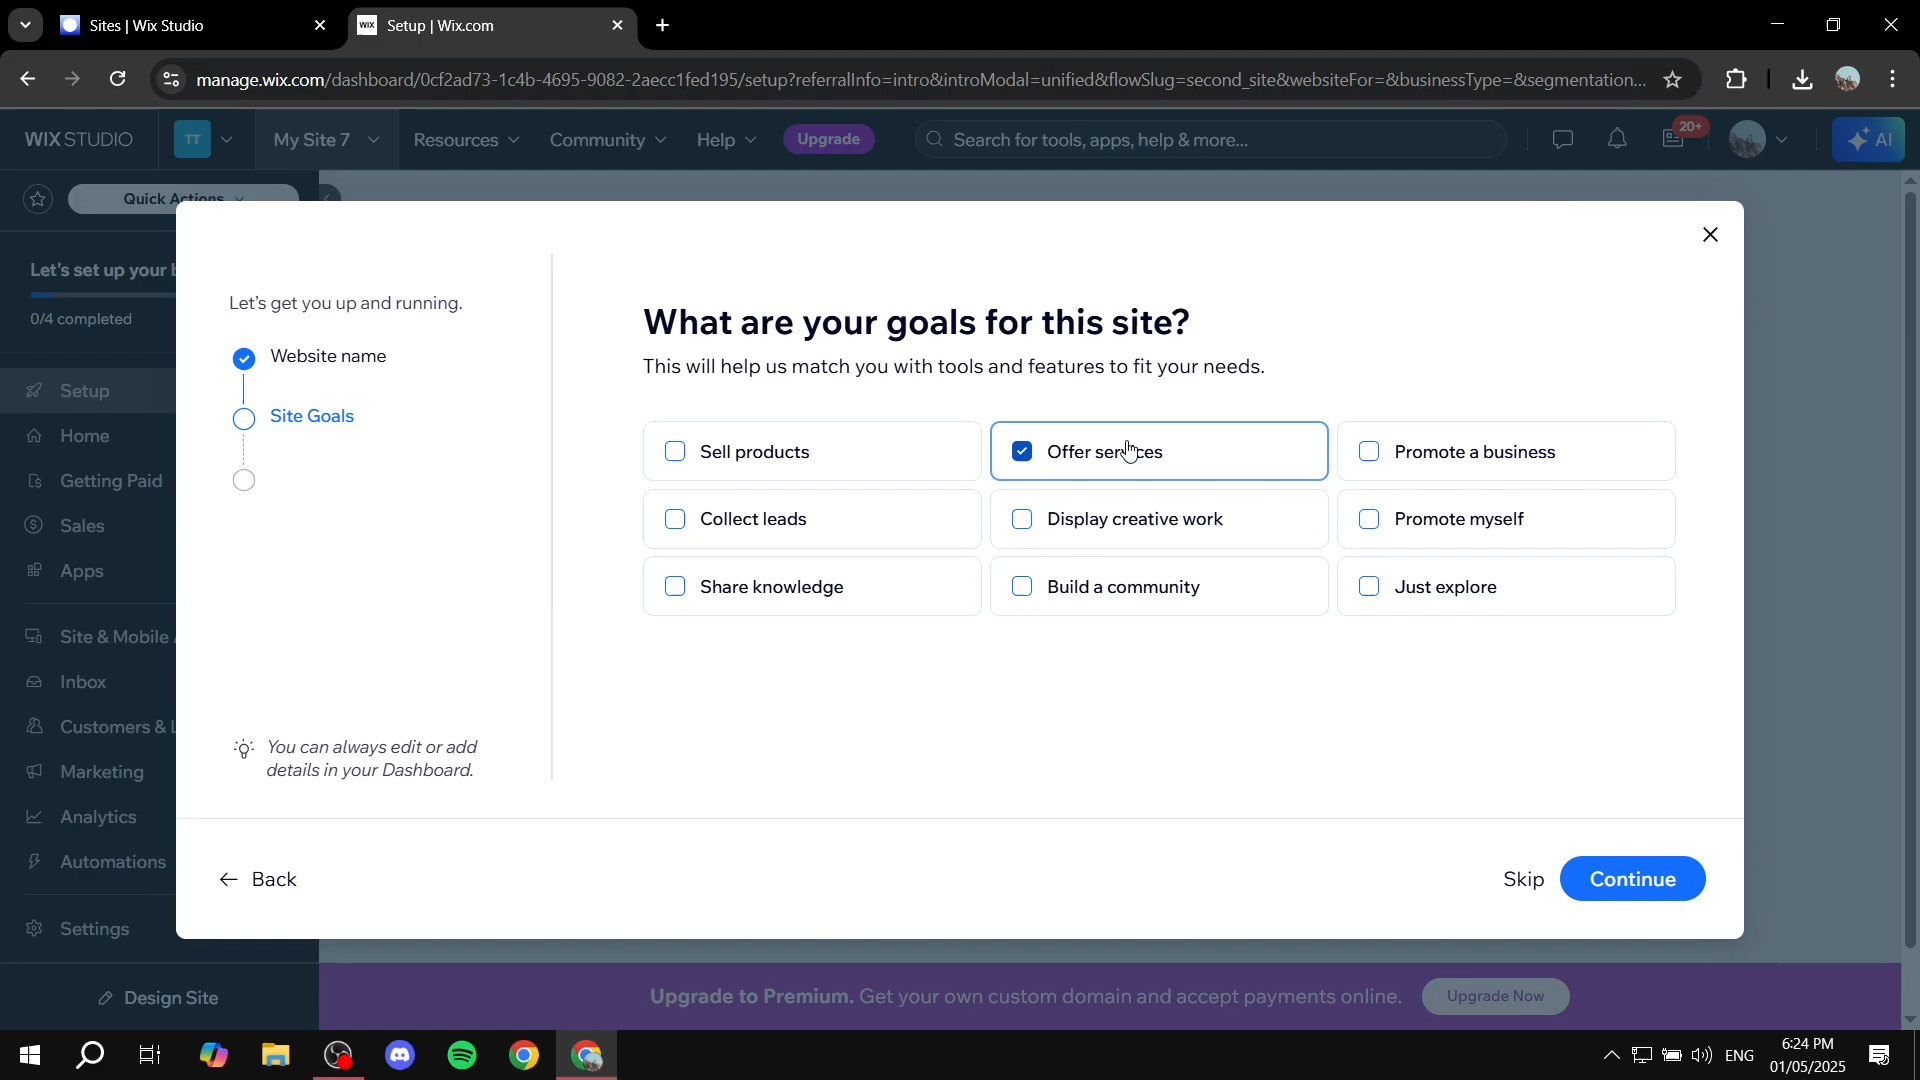 Sites | Wix Studio
WIX
Setup | Wix.com
manage.wix.com/dashboard/0cf2ad73-1c4b-4695-9082-2aecc1fed195/setup?referralInfo=intro&introModal=unified&flowSlug=second_site&websiteFor=&businessType=&segmentation...
WIX STUDIO
TT
My Site 7
Resources
Community
Help
Upgrade
Search for tools, apps, help & more...
20+
AI
Quick Actions
Let's set up your b
0/4 completed
Setup
Home
Getting Paid
Sales
Apps
Site & Mobile A
Inbox
Customers & L
Marketing
Analytics
Automations
Settings
Design Site
Let's get you up and running.
Website name
Site Goals
You can always edit or add
details in your Dashboard.
What are your goals for this site?
This will help us match you with tools and features to fit your needs.
Sell products
Offer services
Promote a business
Collect leads
Display creative work
Promote myself
Share knowledge
Build a community
Just explore
Back
Skip
Continue
Upgrade to Premium. Get your own custom domain and accept payments online.
Upgrade Now
ENG
6:24 PM
01/05/2025